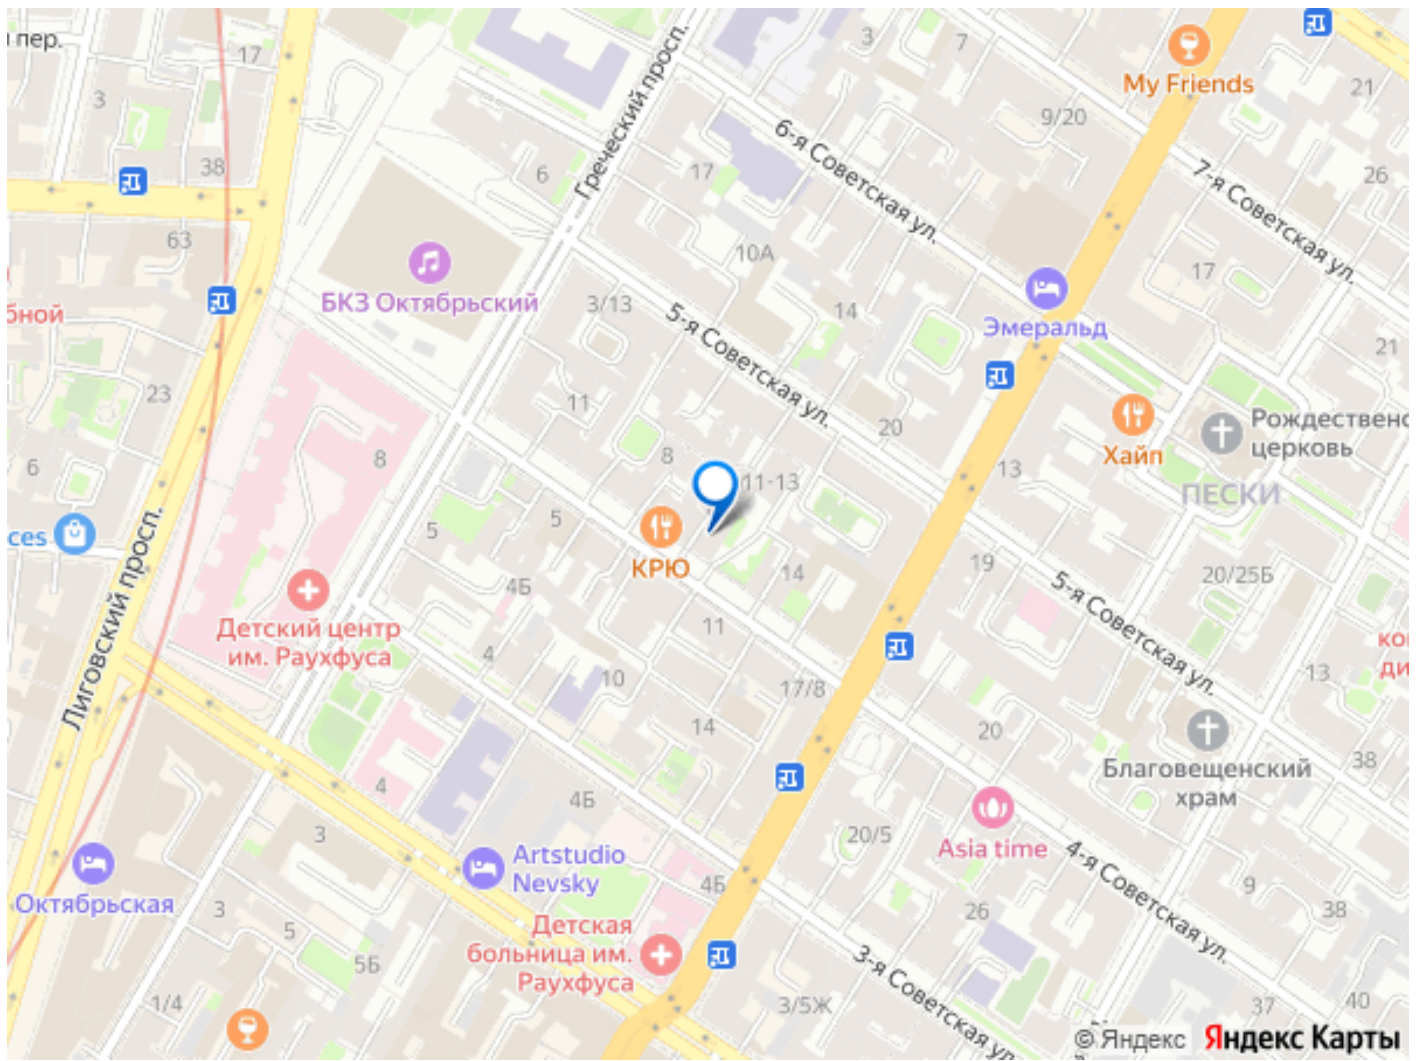 пер.
17
3
7
My Friends
21
3
9/20
Греческий просп.
6-я Советская ул.
7-я Советская ул.
38
6
17
26
63
10А
17
БКЗ Октябрьский
3/13
14
Эмеральд
бной
5-я Советская ул.
21
23
11
20
Рождественс
церковь
Хайп
6
8
8
11-13
13
ПЕСКИ
ces
5
5
КРЮ
4Б
14
19
20/25Б
5-я Советская ул.
Лиговский просп.
Детский центр
им. Раухфуса
11
4
10
17/8
13
ко
ди
14
20
Благовещенский
храм
38
4
4Б
3
20/5
Asia time
4-я Советская ул.
Artstudio
Nevsky
4Б
9
38
Октябрьская
3
5
26
Детская
больница им.
Раухфуса
5Б
3-я Советская ул.
1/4
3/5Ж
37
40
© Яндекс Яндекс Карты